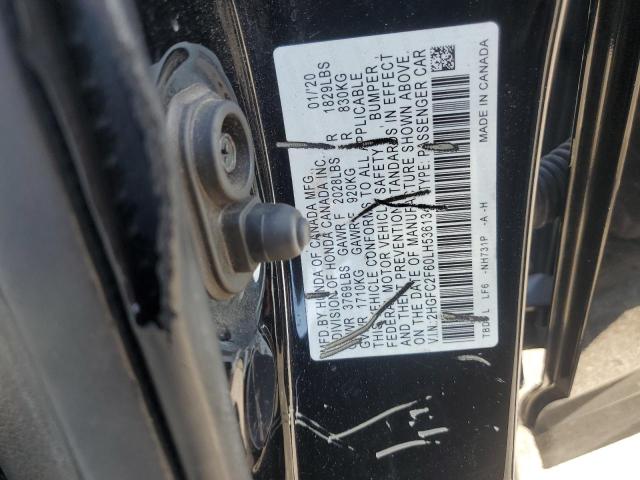 MFD.BY HONDA OF CANADA MFG. 01/'20
A DIVISION OF HONDA CANADA INC.
GVWR 3769LBS GAWR F 2028LBS R 1829LBS
GVWR 1710KG GAWR 920KG R 830KG
THIS VEHICLE CONFORMS TO ALL APPLICABLE
FEDERAL MOTOR VEHICLE SAFETY BUMPER,
AND PREVENTION STANDARDS IN EFFECT
ON THE DATE OF MANUFACTURE SHOWN ABOVE.
V.I.N.: TYPE:PASSENGER CAR
LF6 -NH731P -A -H MADE IN CANADA